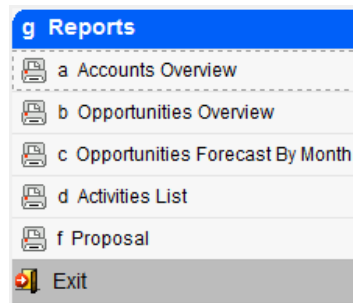 g Reports
a Accounts Overview
b Opportunities Overview
c Opportunities Forecast By Month
d Activities List
f Proposal
Exit